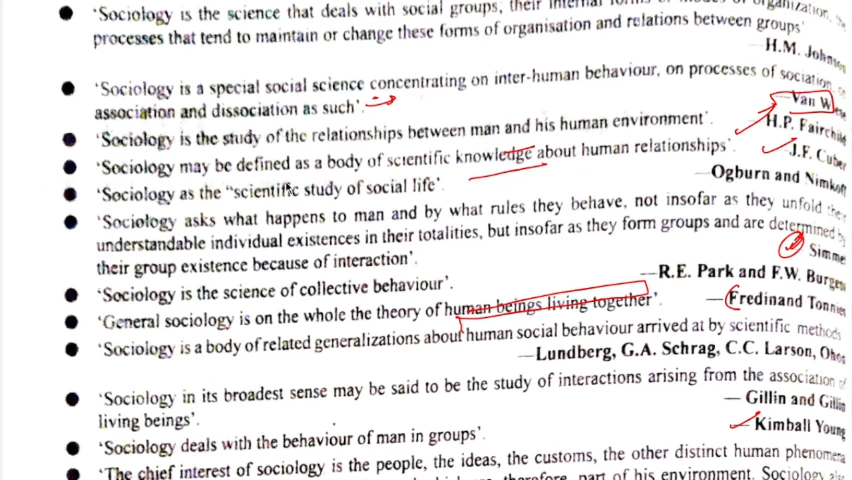 'Sociology is the science that deals with social groups, their internal forms or modes of organization, the
processes that tend to maintain or change these forms of organisation and relations between groups'
—H.M. Johnson
'Sociology is a special social science concentrating on inter-human behaviour, on processes of sociation, of
association and dissociation as such'.
—Van W
'Sociology is the study of the relationships between man and his human environment'.
—H.P. Fairchild
'Sociology may be defined as a body of scientific knowledge about human relationships'.
—J.F. Cuber
'Sociology as the "scientific study of social life'.
—Ogburn and Nimkoff
'Sociology asks what happens to man and by what rules they behave, not insofar as they unfold their
understandable individual existences in their totalities, but insofar as they form groups and are determined by
their group existence because of interaction'.
Simme
'Sociology is the science of collective behaviour'.
—R.E. Park and F.W. Burges
'General sociology is on the whole the theory of human beings living together'.
—Fredinand Tonnies
'Sociology is a body of related generalizations about human social behaviour arrived at by scientific methods
—Lundberg, G.A. Schrag, C.C. Larson, Oh
'Sociology in its broadest sense may be said to be the study of interactions arising from the association of
living beings'.
— Gillin and Gillin
'Sociology deals with the behaviour of man in groups'.
—Kimball Young
'The chief interest of sociology is the people, the ideas, the customs, the other distinct human phenomena
therefore, part of his environment. Sociology also